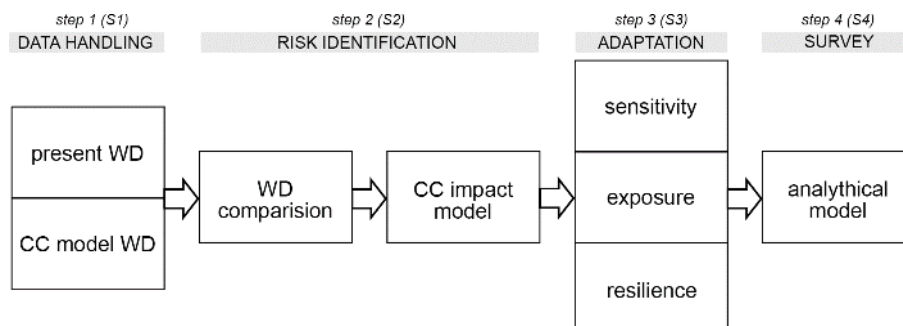 step 1 (S1)
DATA HANDLING
step 2 (S2)
RISK IDENTIFICATION
step 3 (S3)
ADAPTATION
step 4 (S4)
SURVEY
present WD
CC model WD
WD
comparision
CC impact
model
sensitivity
exposure
resilience
analythical
model